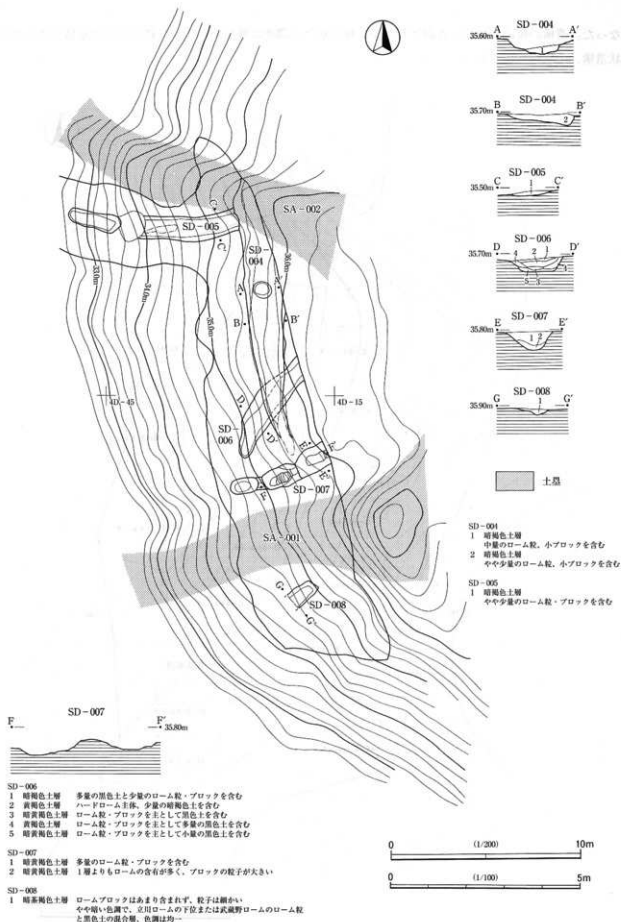 SD-004
A
A'
35.60m
1
SD-004
B
B'
35.70m
2
SD-005
C
1
C'
35.50m
SD-006
D
4
2
1
D'
35.70m
5
3
4
SD-007
E
E'
35.80m
1
2
SD-008
G
1
G'
35.90m
土塁
SA-002
C
SD-005
C'
SD-
004
33.0m
34.0m
35.0m
36.0m
A
A'
B
B'
4D-45
4D-15
D
SD-
006
D'
E
F'
E'
F
SD-007
SA-001
G
SD-008
G'
SD-004
1 暗褐色土層
中量のローム粒、小ブロックを含む
2 暗褐色土層
やや少量のローム粒、小ブロックを含む
SD-005
1 暗褐色土層
やや少量のローム粒・ブロックを含む
SD-007
F
F'
35.80m
SD-006
1 暗褐色土層 多量の黒色土と少量のローム粒・ブロックを含む
2 黄褐色土層 ハードローム主体、少量の暗褐色土を含む
3 暗黄褐色土層 ローム粒・ブロックを主として黒色土を含む
4 黄褐色土層 ローム粒・ブロックを主として多量の黒色土を含む
5 暗黄褐色土層 ローム粒・ブロックを主として小量の黒色土を含む
SD-007
1 暗黄褐色土層 多量のローム粒・ブロックを含む
2 暗黄褐色土層 1層よりもロームの含有が多く、ブロックの粒子が大きい
SD-008
1 暗茶褐色土層 ロームブロックはあまり含まれず、粒子は細かい
やや暗い色調で、立川ロームの下位または武蔵野ロームのローム粒
と黒色土の混合層、色調は均一
0
(1/200)
10m
0
(1/100)
5m